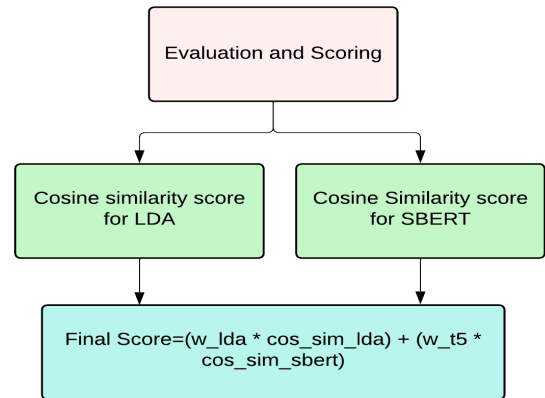 Evaluation and Scoring
Cosine similarity score
for LDA
Cosine Similarity score
for SBERT
Final Score=(w_lda * cos_sim_lda) + (w_t5 *
cos_sim_sbert)